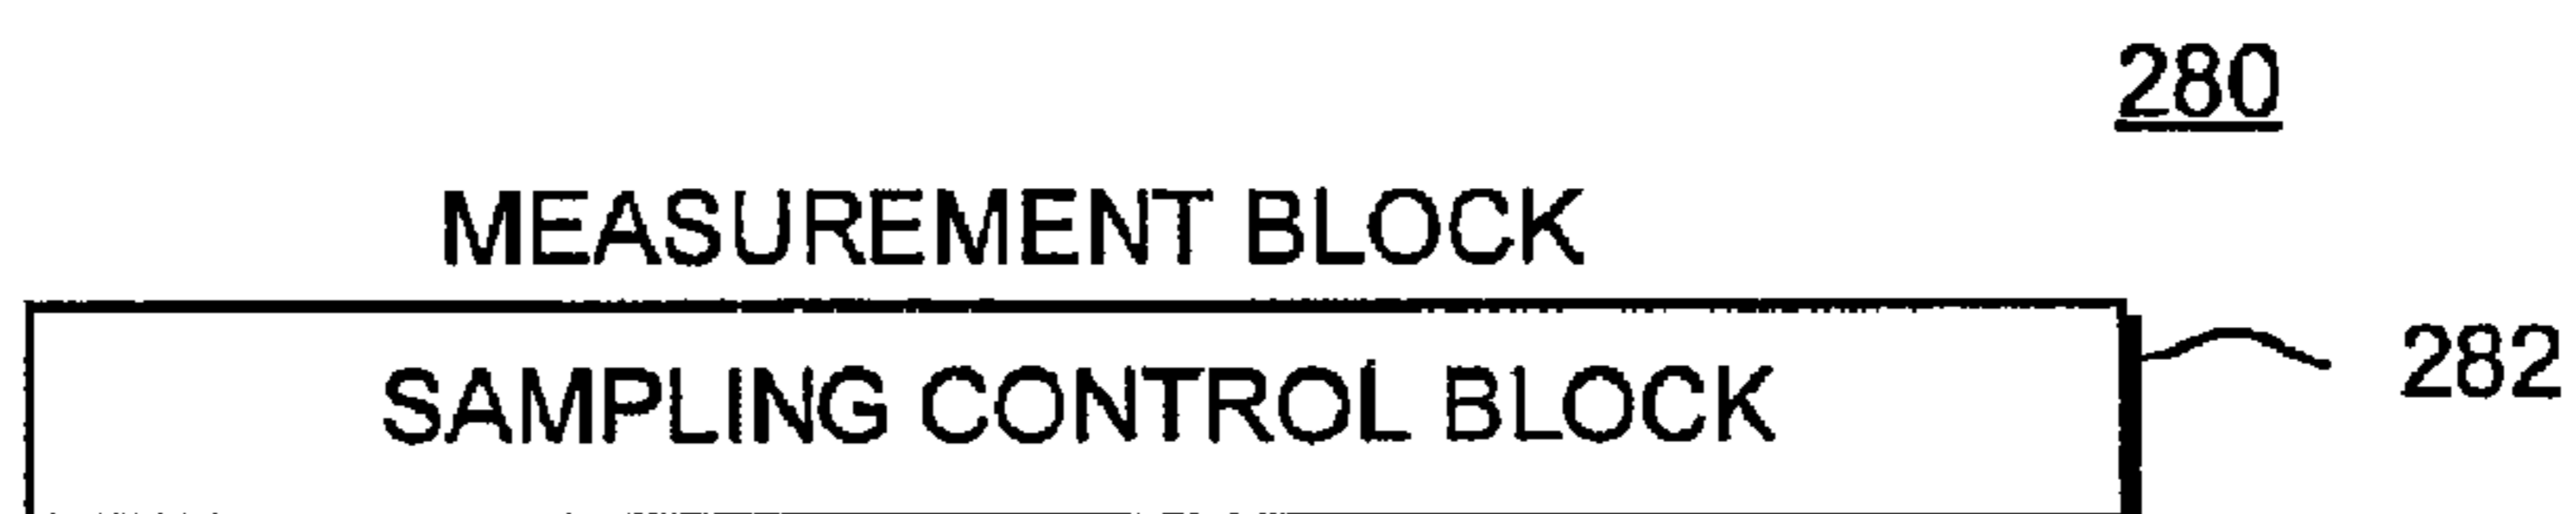 280
MEASUREMENT BLOCK
SAMPLING CONTROL BLOCK
282